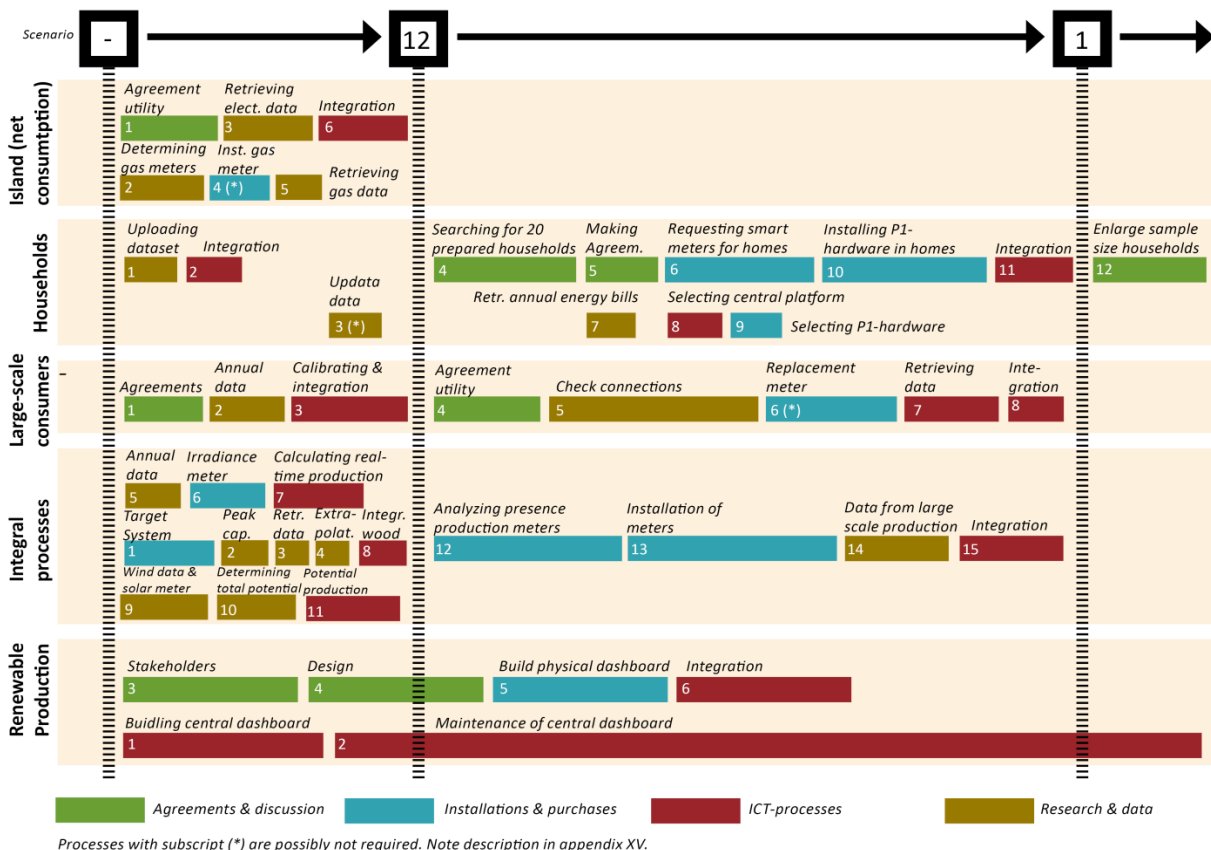 Scenario
-
12
1
Island (net
consumtption)
Agreement
utility
Retrieving
elect. data
Integration
1
3
6
Determining
gas meters
Inst. gas
meter
Retrieving
gas data
2
4 (*)
5
Households
Uploading
dataset
Integration
1
2
Updata
data
3 (*)
Searching for 20
prepared households
Making
Agreem.
Requesting smart
meters for homes
Installing P1-
hardware in homes
Integration
Enlarge sample
size households
4
5
6
10
11
12
Retr. annual energy bills
Selecting central platform
7
8
9
Selecting P1-hardware
Large-scale
consumers
-
Agreements
Annual
data
Calibrating &
integration
1
2
3
Agreement
utility
Check connections
Replacement
meter
Retrieving
data
Inte-
gration
4
5
6 (*)
7
8
Integral
processes
Annual
data
Irradiance
meter
Calculating real-
time production
5
6
7
Target
System
Peak
cap.
Retr.
data
Extra-
polat.
Integr.
wood
1
2
3
4
8
Wind data &
solar meter
Determining
total potential
Potential
production
9
10
11
Analyzing presence
production meters
Installation of
meters
Data from large
scale production
Integration
12
13
14
15
Renewable
Production
Stakeholders
Design
Build physical dashboard
Integration
3
4
5
6
Buidling central dashboard
Maintenance of central dashboard
1
2
Agreements & discussion
Installations & purchases
ICT-processes
Research & data
Processes with subscript (*) are possibly not required. Note description in appendix XV.